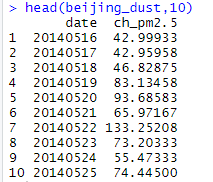 > head(beijing_dust,10)
date ch_pm2.5
1 20140516 42.99933
2 20140517 42.95958
3 20140518 46.82875
4 20140519 83.13458
5 20140520 93.68583
6 20140521 65.97167
7 20140522 133.25208
8 20140523 73.20333
9 20140524 55.47333
10 20140525 74.44500